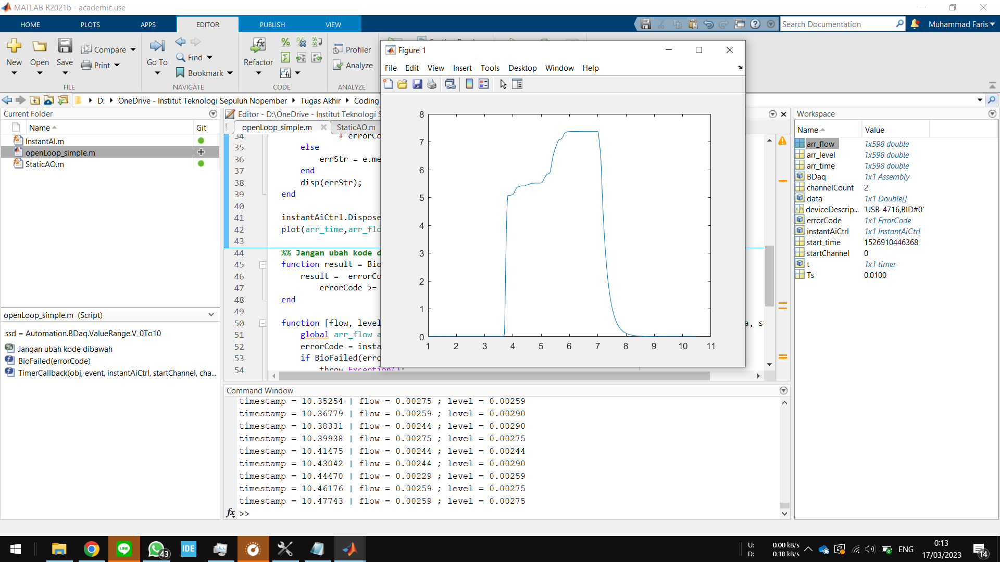 MATLAB R2021b - academic use
HOME PLOTS APPS EDITOR PUBLISH VIEW
Search Documentation
Muhammad Faris
New Open Save
Compare
Print
FILE
Go To
Find
Bookmark
NAVIGATE
Refactor
CODE
Profiler
Analyze
ANALYZE
D: OneDrive - Institut Teknologi Sepuluh Nopember Tugas Akhir Coding
Current Folder
Name Git
InstantAI.m
openLoop_simple.m
StaticAO.m
openLoop_simple.m (Script)
ssd = Automation.BDaq.ValueRange.V_0To10
Jangan ubah kode dibawah
BioFailed(errorCode)
TimerCallback(obj, event, instantAiCtrl, startChannel, cha...
Editor - D:\OneDrive - Institut Teknologi S
openLoop_simple.m StaticAO.m
34 + errorCo
35 else
36 errStr = e.me
37 end
38 disp(errStr);
39 end
40
41 instantAiCtrl.Dispose
42 plot(arr_time,arr_flo
43
44 %% Jangan ubah kode d
45 function result = Bio
46 result = errorCo
47 errorCode >=
48 end
49
50 function [flow, level a, s
51 global arr_flow a
52 errorCode = insta
53 if BioFailed(erro
54 throw Exception();
Figure 1
File Edit View Insert Tools Desktop Window Help
8
7
6
5
4
3
2
1
0
1 2 3 4 5 6 7 8 9 10 11
Command Window
timestamp = 10.35254 | flow = 0.00275 ; level = 0.00259
timestamp = 10.36779 | flow = 0.00259 ; level = 0.00290
timestamp = 10.38331 | flow = 0.00244 ; level = 0.00290
timestamp = 10.39938 | flow = 0.00275 ; level = 0.00275
timestamp = 10.41475 | flow = 0.00244 ; level = 0.00244
timestamp = 10.43042 | flow = 0.00244 ; level = 0.00290
timestamp = 10.44470 | flow = 0.00229 ; level = 0.00259
timestamp = 10.46176 | flow = 0.00259 ; level = 0.00275
timestamp = 10.47743 | flow = 0.00259 ; level = 0.00275
fx >>
Workspace
Name Value
arr_flow 1x598 double
arr_level 1x598 double
arr_time 1x598 double
BDaq 1x1 Assembly
channelCount 2
data 1x1 Double[]
deviceDescrip... 'USB-4716,BID#0'
errorCode 1x1 ErrorCode
instantAiCtrl 1x1 InstantAiCtrl
start_time 1526910446368
startChannel 0
t 1x1 timer
Ts 0.0100
LINE
43
IDE
U: 0.00 kB/s
D: 0.18 kB/s
ENG
0:13
17/03/2023
14